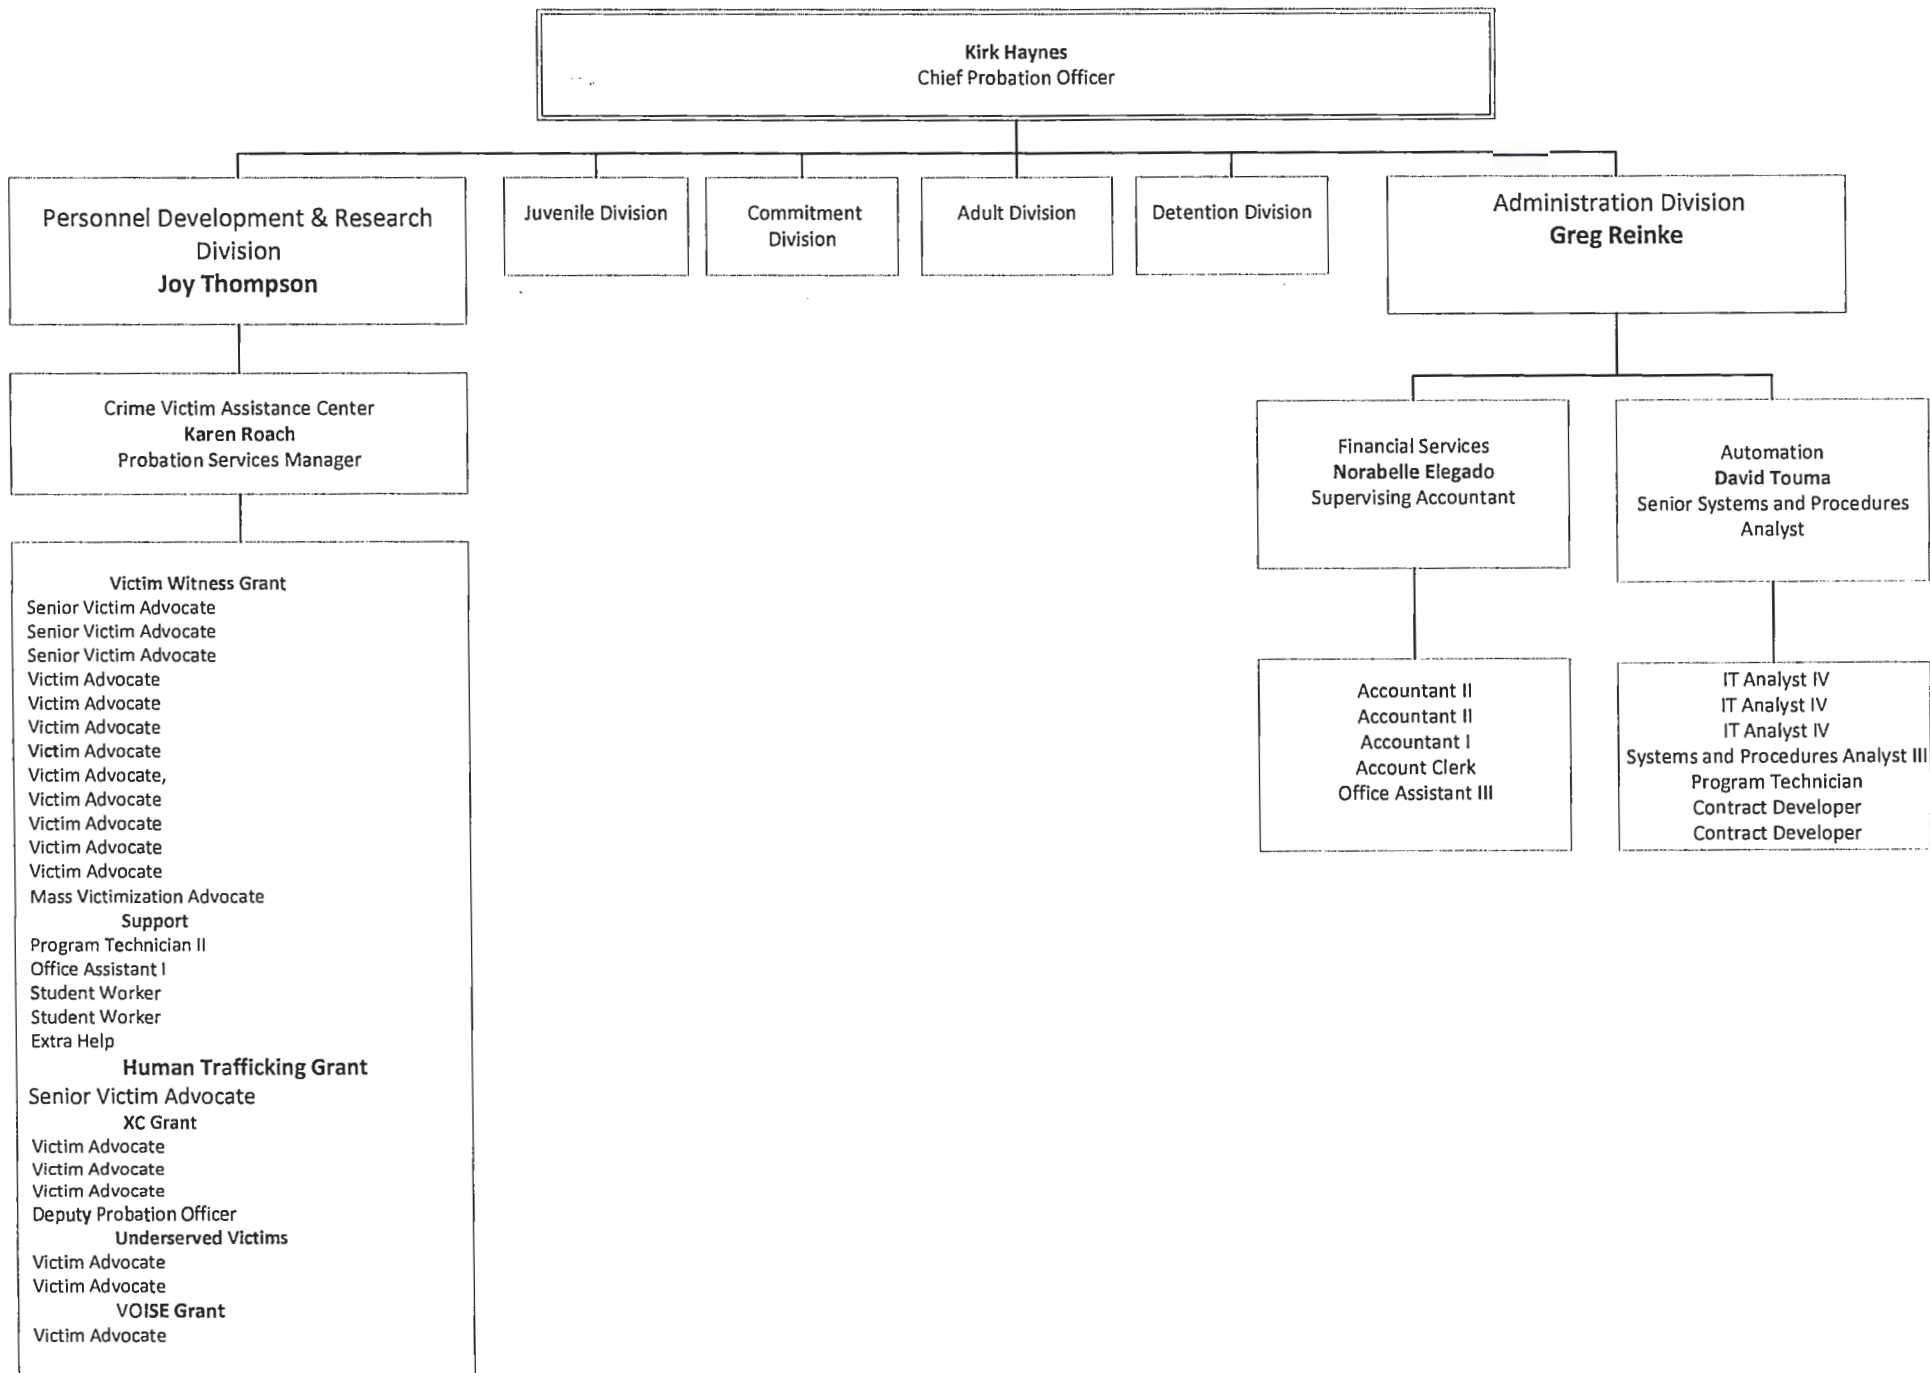 Kirk Haynes
Chief Probation Officer
Personnel Development & Research
Division
Joy Thompson
Juvenile Division
Commitment
Division
Adult Division
Detention Division
Administration Division
Greg Reinke
Crime Victim Assistance Center
Karen Roach
Probation Services Manager
Financial Services
Norabelle Elegado
Supervising Accountant
Automation
David Touma
Senior Systems and Procedures
Analyst
Victim Witness Grant
Senior Victim Advocate
Senior Victim Advocate
Senior Victim Advocate
Victim Advocate
Victim Advocate
Victim Advocate
Victim Advocate
Victim Advocate,
Victim Advocate
Victim Advocate
Victim Advocate
Victim Advocate
Mass Victimization Advocate
Support
Program Technician II
Office Assistant I
Student Worker
Student Worker
Extra Help
Human Trafficking Grant
Senior Victim Advocate
XC Grant
Victim Advocate
Victim Advocate
Victim Advocate
Deputy Probation Officer
Underserved Victims
Victim Advocate
Victim Advocate
VOISE Grant
Victim Advocate
Accountant II
Accountant II
Accountant I
Account Clerk
Office Assistant III
IT Analyst IV
IT Analyst IV
IT Analyst IV
Systems and Procedures Analyst III
Program Technician
Contract Developer
Contract Developer